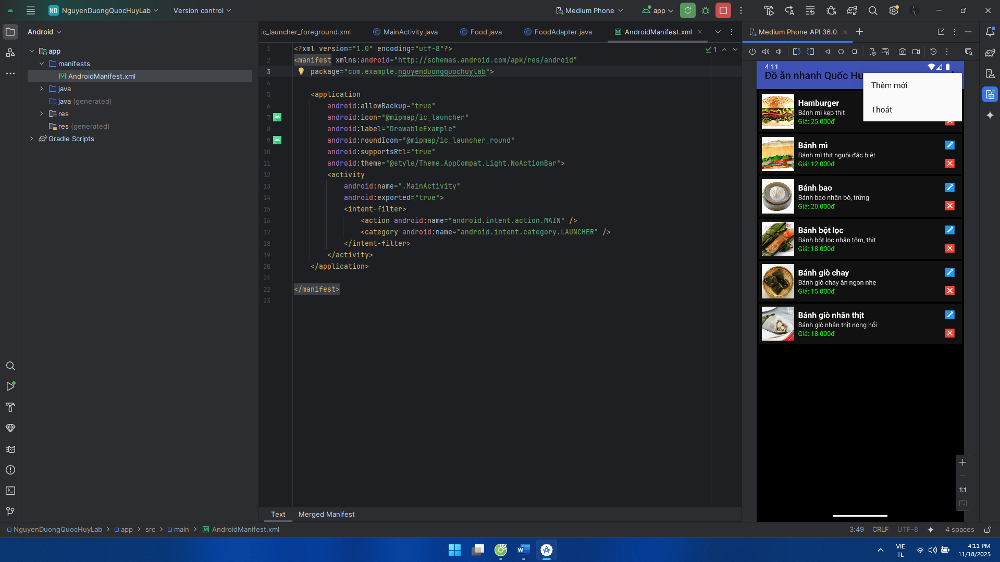 ND NguyenDuongQuocHuyLab Version control Medium Phone app
Android
app
manifests
AndroidManifest.xml
java
java (generated)
res
res (generated)
Gradle Scripts
ic_launcher_foreground.xml MainActivity.java Food.java FoodAdapter.java AndroidManifest.xml
1 <?xml version="1.0" encoding="utf-8"?>
2 <manifest xmlns:android="http://schemas.android.com/apk/res/android"
3 package="com.example.nguyenduongquochuylab">
4
5 <application
6 android:allowBackup="true"
7 android:icon="@mipmap/ic_launcher"
8 android:label="DrawableExample"
9 android:roundIcon="@mipmap/ic_launcher_round"
10 android:supportsRtl="true"
11 android:theme="@style/Theme.AppCompat.Light.NoActionBar">
12 <activity
13 android:name=".MainActivity"
14 android:exported="true">
15 <intent-filter>
16 <action android:name="android.intent.action.MAIN" />
17 <category android:name="android.intent.category.LAUNCHER" />
18 </intent-filter>
19 </activity>
20 </application>
21
22 </manifest>
23
1
Text Merged Manifest
Medium Phone API 36.0
4:11
Đồ ăn nhanh Quốc Hu
Thêm mới
Thoát
Hamburger
Bánh mì kẹp thịt
Giá: 25.000đ
Bánh mì
Bánh mì thịt nguội đặc biệt
Giá: 12.000đ
Bánh bao
Bánh bao nhân bò, trứng
Giá: 20.000đ
Bánh bột lọc
Bánh bột lọc nhân tôm, thịt
Giá: 18.000đ
Bánh giò chay
Bánh giò chay ăn ngon nhẹ
Giá: 15.000đ
Bánh giò nhân thịt
Bánh giò nhân thịt nóng hổi
Giá: 18.000đ
1:1
NguyenDuongQuocHuyLab app src main AndroidManifest.xml
3:49 CRLF UTF-8 4 spaces
VIE
TL
4:11 PM
11/18/2025